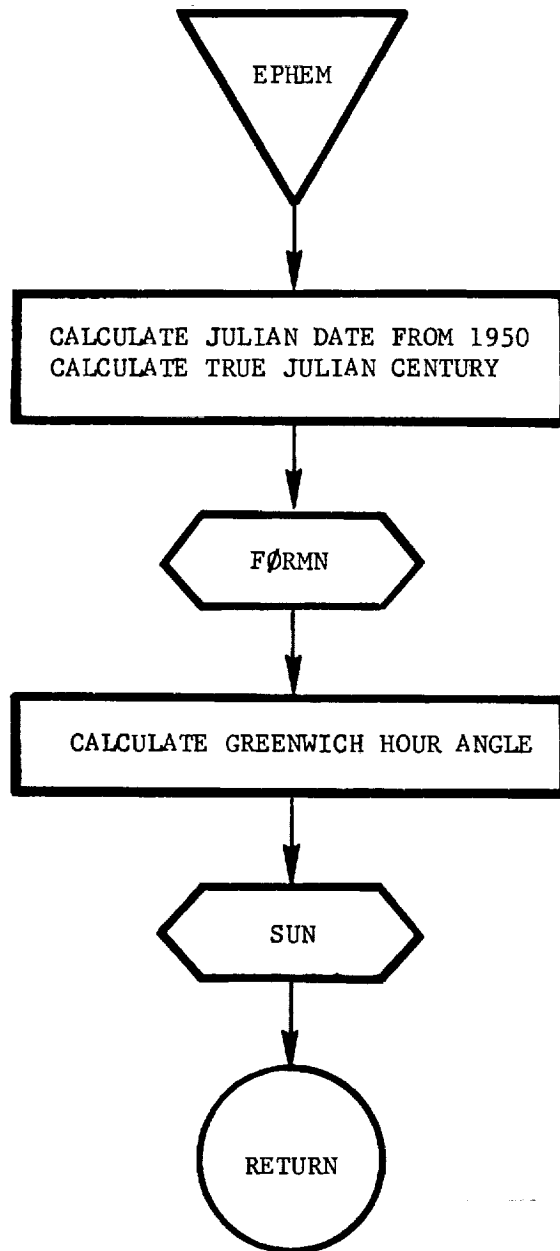 EPHEM
CALCULATE JULIAN DATE FROM 1950
CALCULATE TRUE JULIAN CENTURY
FØRMN
CALCULATE GREENWICH HOUR ANGLE
SUN
RETURN